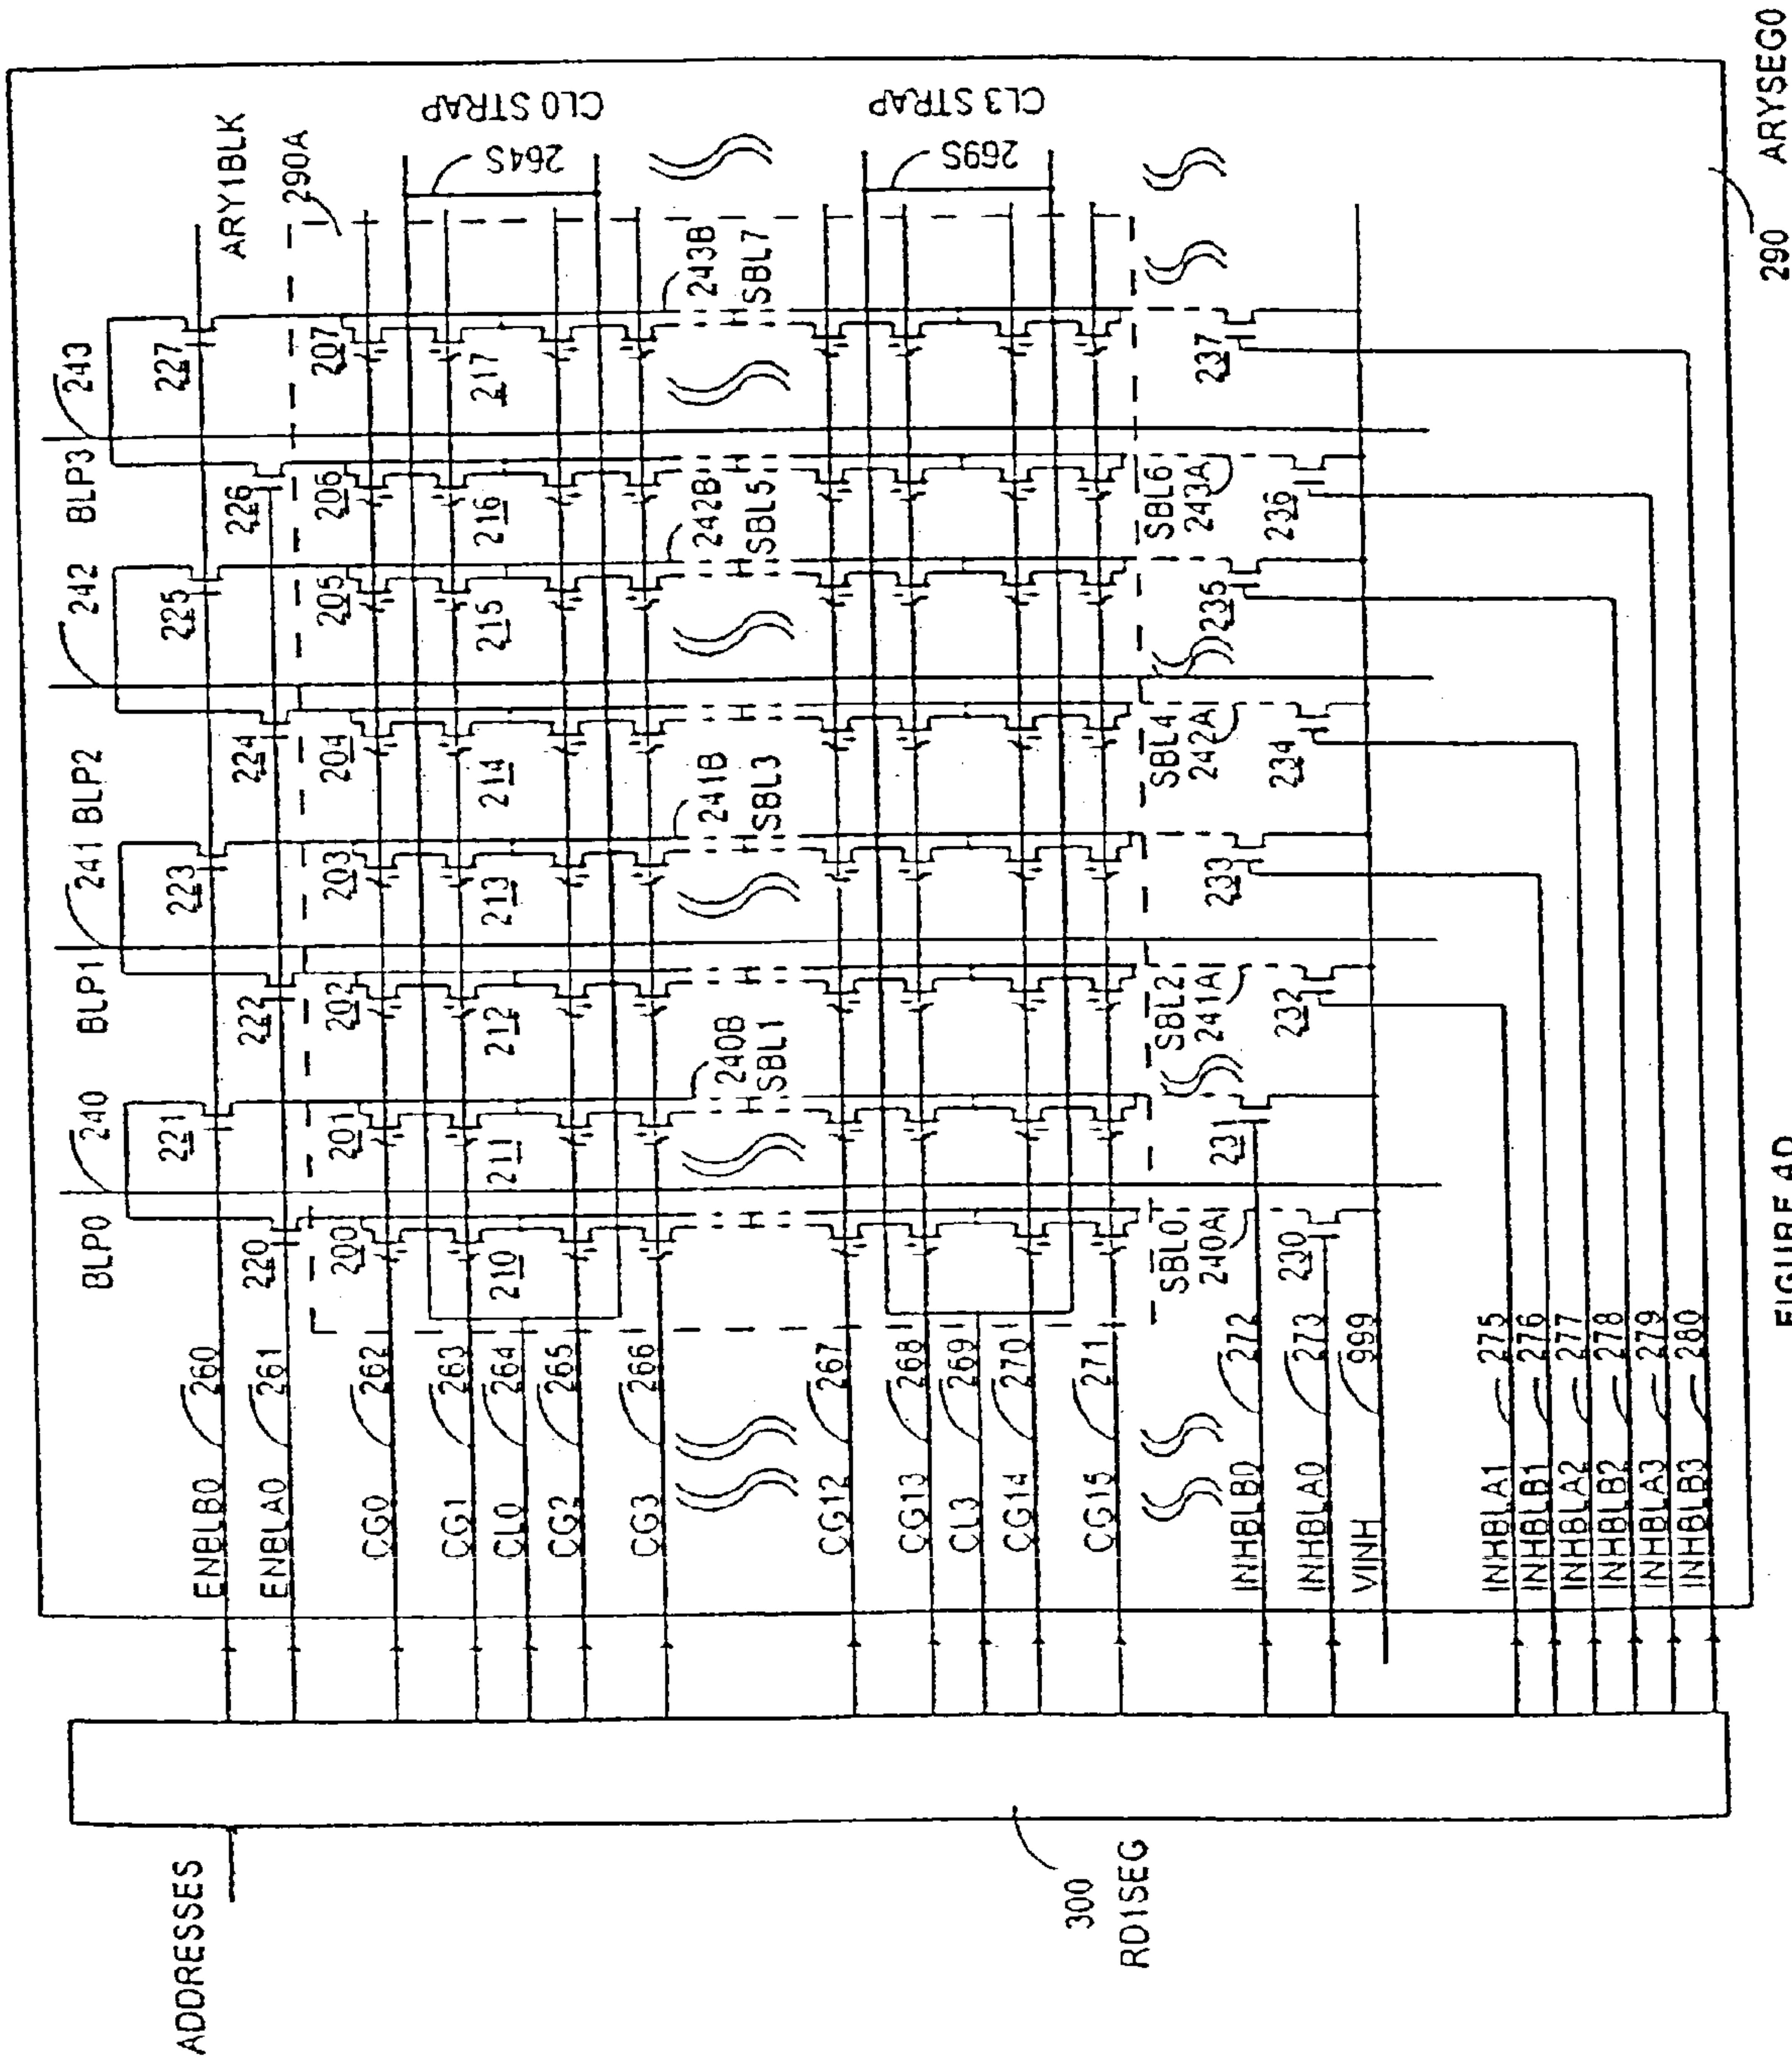 ADDRESSES
300
RD1SEG
BLP0 240
BLP1 241
BLP2 242
BLP3 243
221 223 225 227
ARY1BLK
ENBLB0 260
220 222 224 226
290A
ENBLA0 261
200 201 202 203 204 205 206 207
CG0 262
CL0 STRAP
264S
CG1 263
210 211 212 213 214 215 216 217
CL0 264
CG2 265
CG3 266
240B
SBL1
241B
SBL3
242B
SBL5
243B
SBL7
CG12 267
CG13 268
CL3 STRAP
269S
CL3 269
CG14 270
CG15 271
SBL0
240A
SBL2
241A
SBL4
242A
SBL6
243A
231 233 235 237
INHBLB0 272
230 232 234 236
INHBLA0 273
VINH 999
INHBLA1 275
INHBLB1 276
INHBLA2 277
INHBLB2 278
INHBLA3 279
INHBLB3 280
290 ARYSEG0
FIGURE 4D